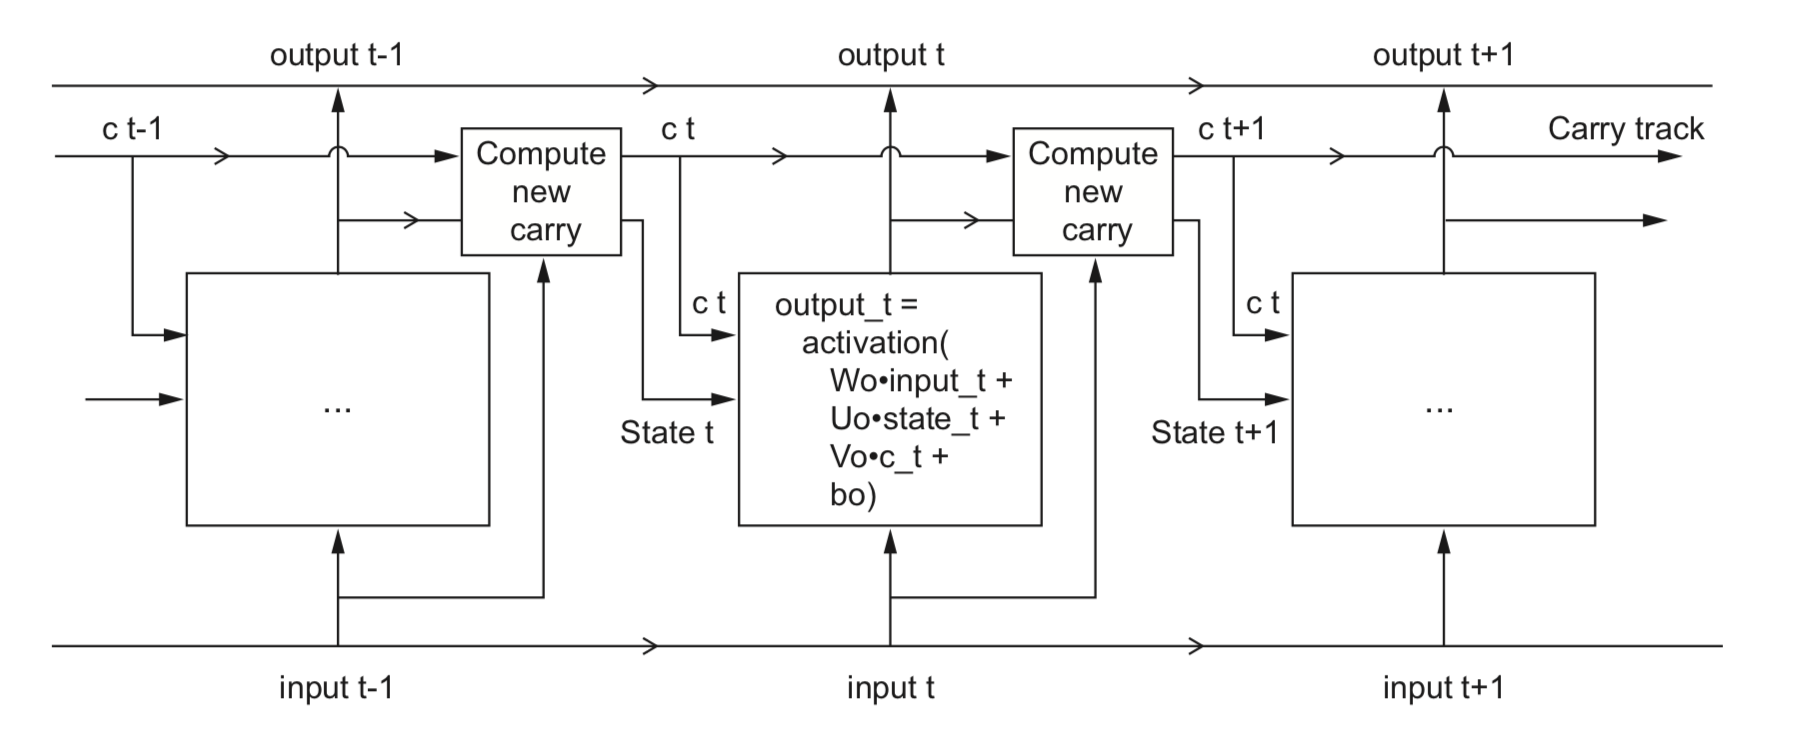 output t-1
output t
output t+1
c t-1
c t
c t+1
Carry track
Compute
new
carry
Compute
new
carry
c t
output_t =
activation(
Wo•input_t +
Uo•state_t +
Vo•c_t +
bo)
c t
...
...
State t
State t+1
input t-1
input t
input t+1